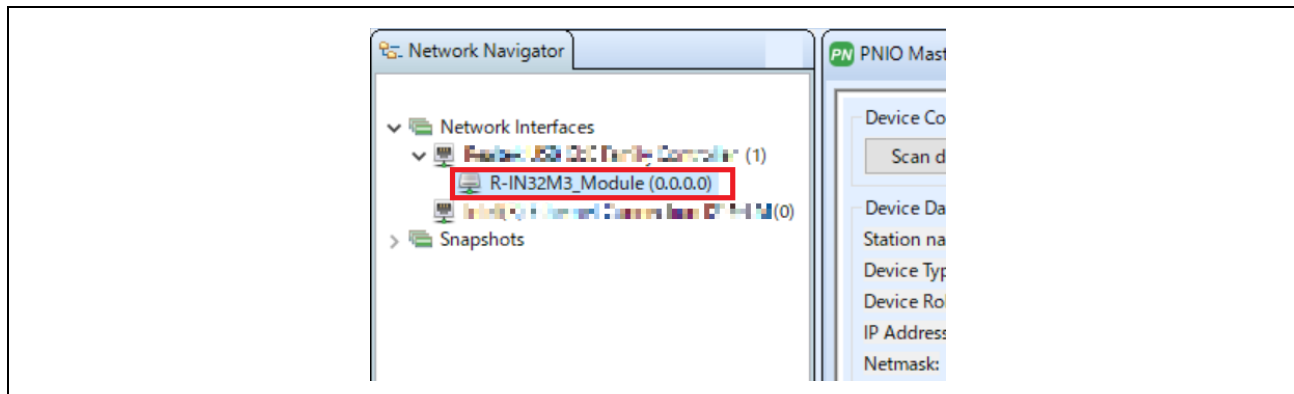 Network Navigator
Network Interfaces
(1)
R-IN32M3_Module (0.0.0.0)
(0)
Snapshots
PN PNIO Mast
Device Co
Scan d
Device Da
Station na
Device Typ
Device Rol
IP Address
Netmask: